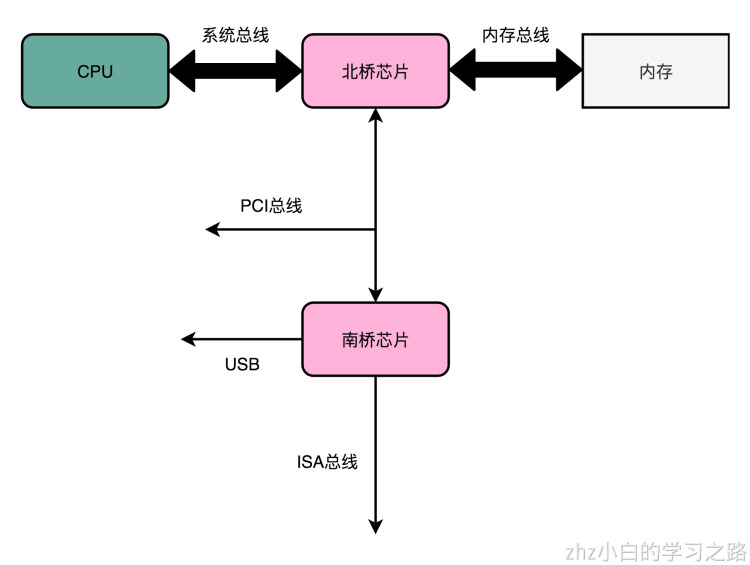 系统总线
内存总线
CPU
北桥芯片
内存
PCI总线
南桥芯片
USB
ISA总线
zhz小白的学习之路